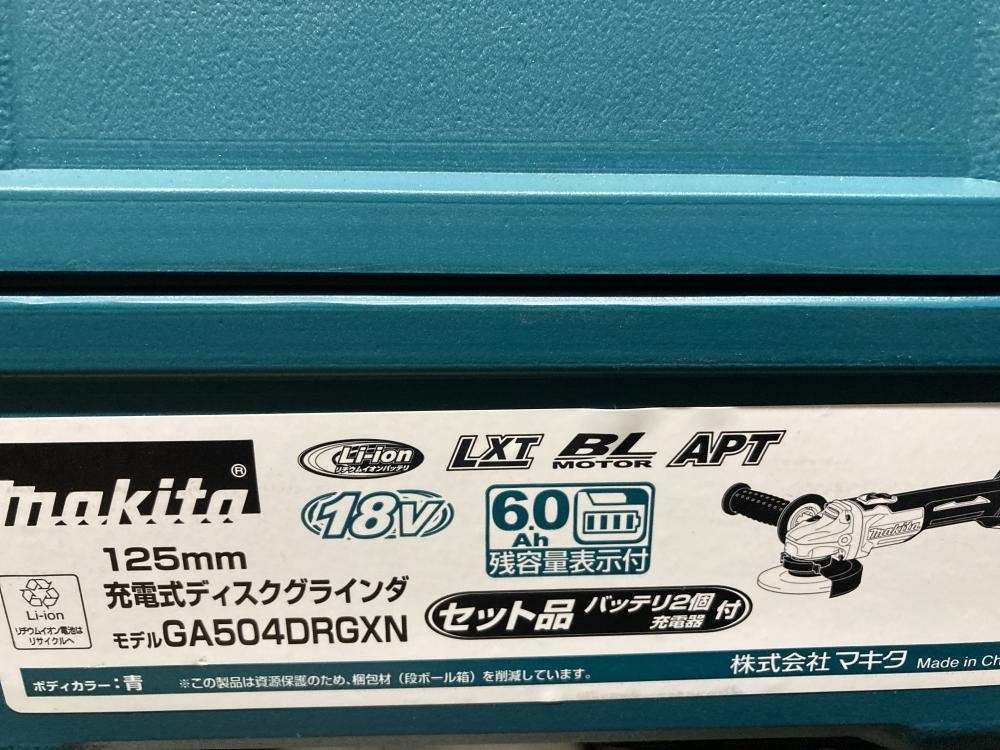 makita®
Li-ion
リチウムイオンバッテリ
LXT
BL
MOTOR
APT
18V
6.0
Ah
残容量表示付
makita
125mm
充電式ディスクグラインダ
モデルGA504DRGXN
セット品 バッテリ2個
充電器 付
Li-ion
リチウムイオン電池は
リサイクルへ
ボディカラー:青
※この製品は資源保護のため、梱包材(段ボール箱)を削減しています。
株式会社 マキタ Made in Ch